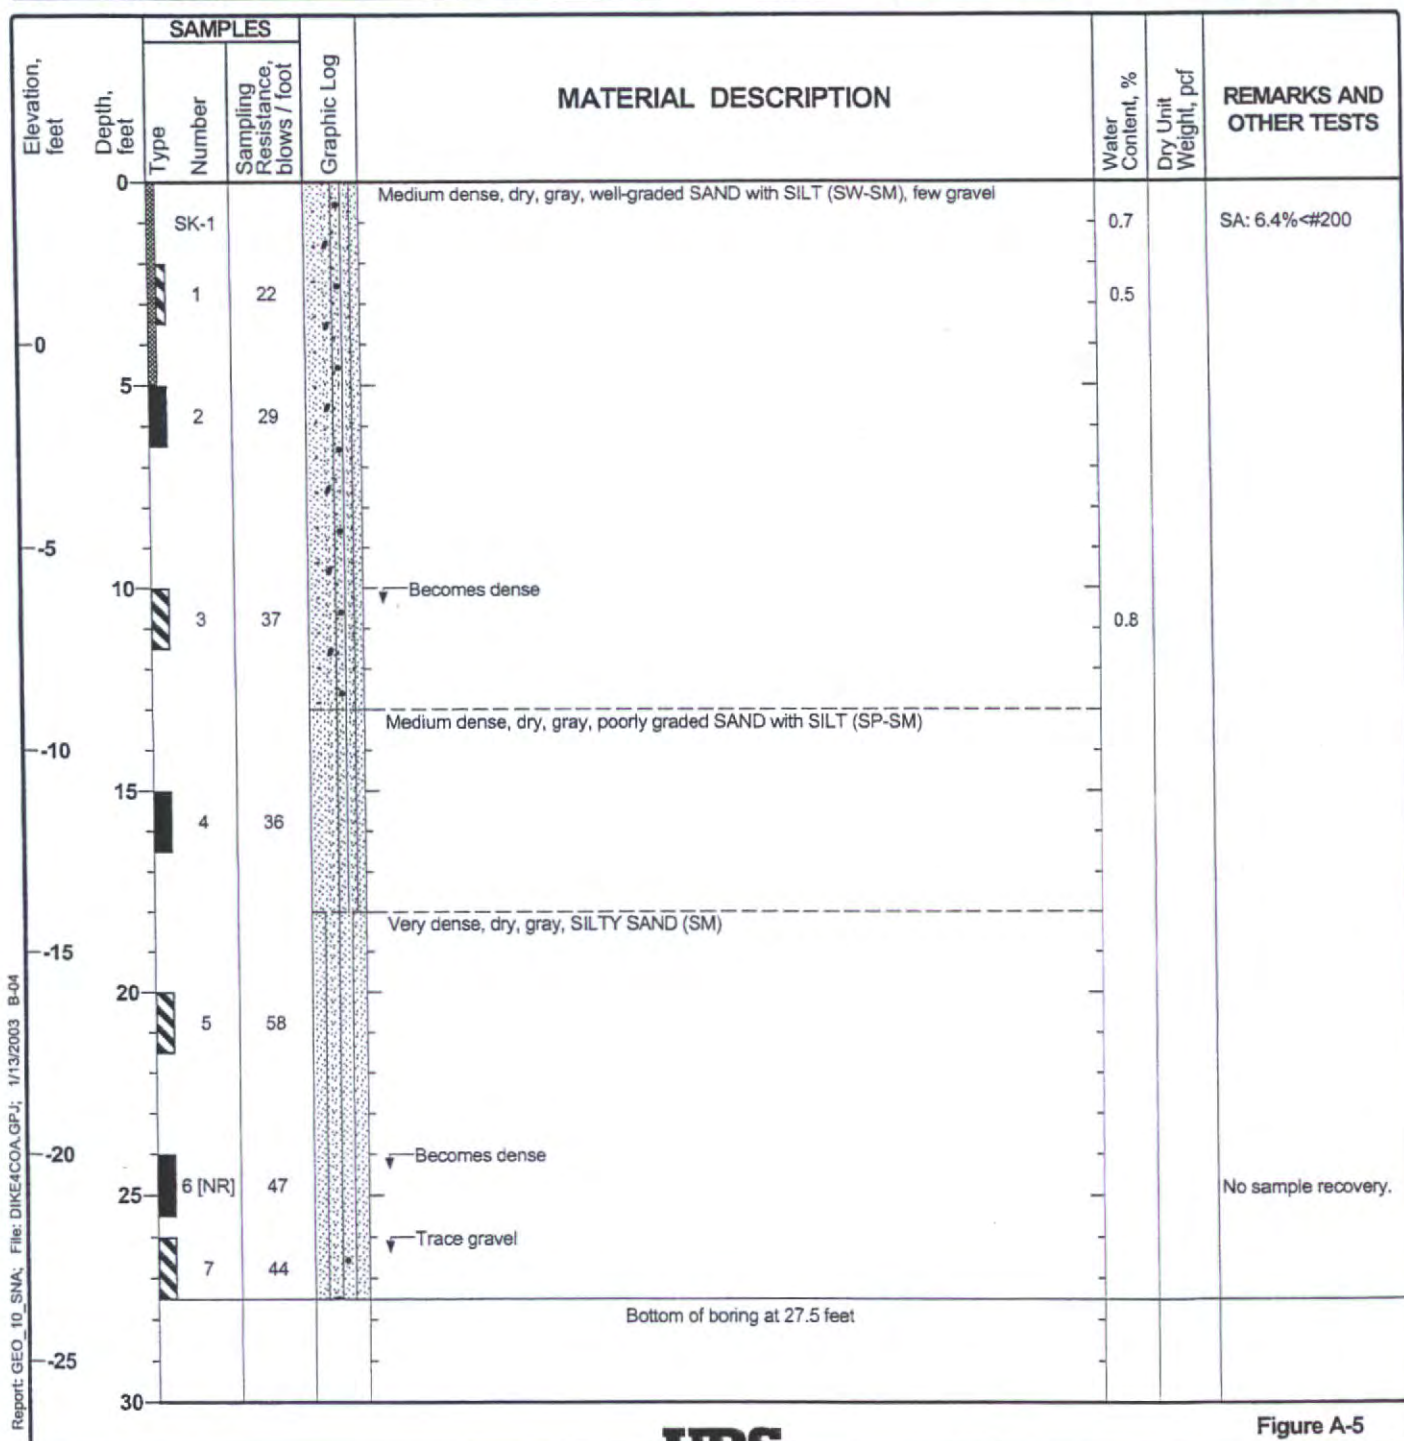 SAMPLES
Elevation,
feet
Depth,
feet
Type
Number
Sampling
Resistance,
blows / foot
Graphic Log
MATERIAL DESCRIPTION
Water
Content, %
Dry Unit
Weight, pcf
REMARKS AND
OTHER TESTS
0
Medium dense, dry, gray, well-graded SAND with SILT (SW-SM), few gravel
SK-1
0.7
SA: 6.4%<#200
1
22
0.5
0
5
2
29
-5
10
Becomes dense
3
37
0.8
Medium dense, dry, gray, poorly graded SAND with SILT (SP-SM)
-10
15
4
36
Very dense, dry, gray, SILTY SAND (SM)
-15
20
5
58
-20
Becomes dense
25
6 [NR]
47
No sample recovery.
Trace gravel
7
44
Bottom of boring at 27.5 feet
-25
30
Report: GEO_10_SNA; File: DIKE4COA.GPJ; 1/13/2003 B-04
URS
Figure A-5